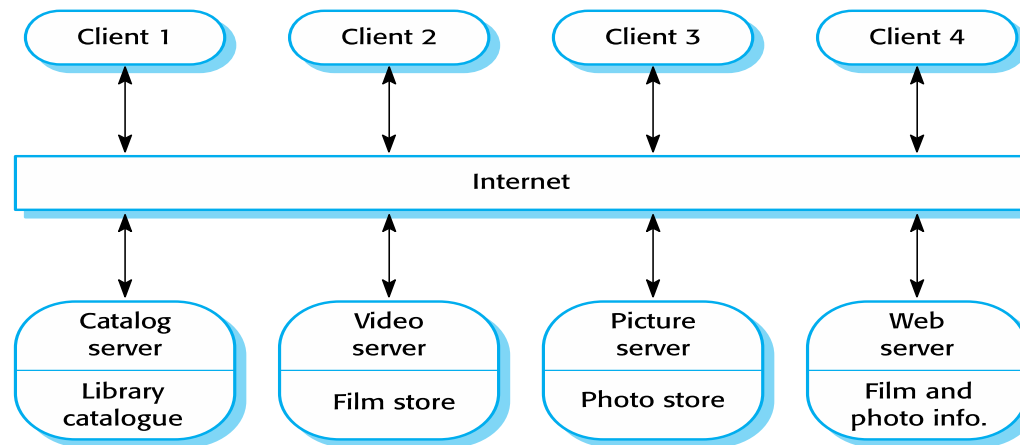 Client 1
Client 2
Client 3
Client 4
Internet
Catalog
server
Library
catalogue
Video
server
Film store
Picture
server
Photo store
Web
server
Film and
photo info.